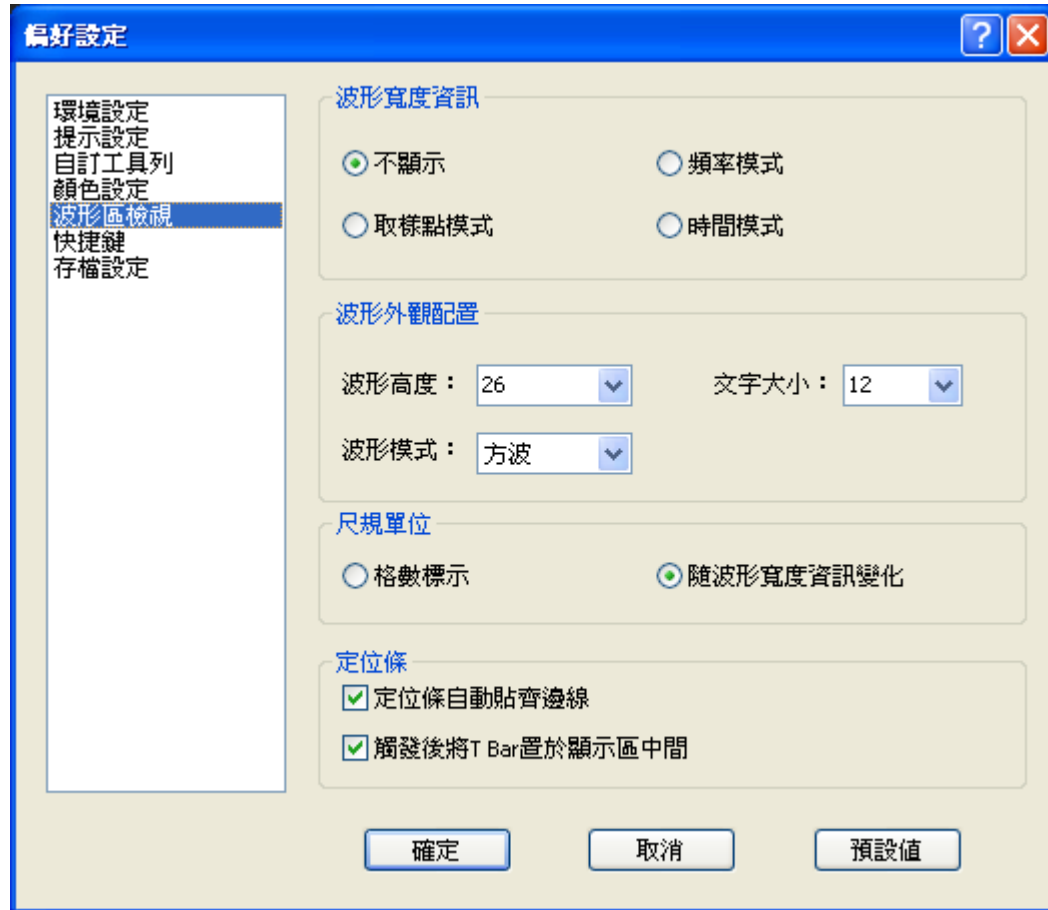 偏好設定
環境設定
提示設定
自訂工具列
顏色設定
波形區檢視
快捷鍵
存檔設定
波形寬度資訊
不顯示
頻率模式
取樣點模式
時間模式
波形外觀配置
波形高度： 26
文字大小： 12
波形模式： 方波
尺規單位
格數標示
隨波形寬度資訊變化
定位條
定位條自動貼齊邊線
觸發後將T Bar置於顯示區中間
確定
取消
預設值